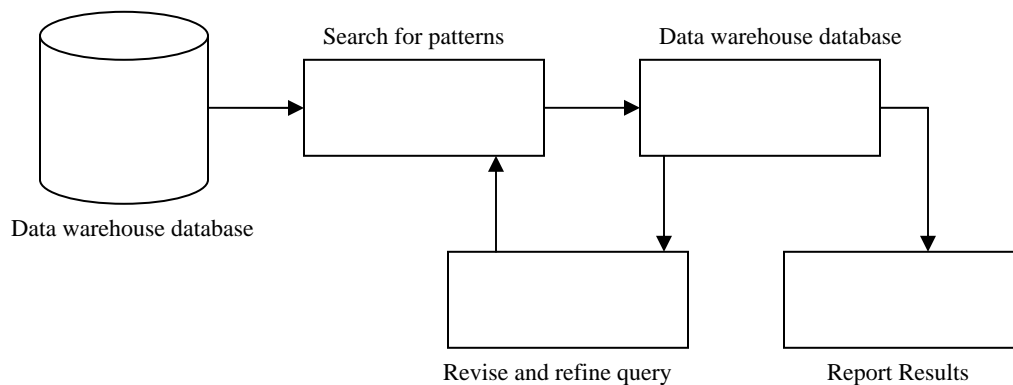 Search for patterns
Data warehouse database
Data warehouse database
Revise and refine query
Report Results